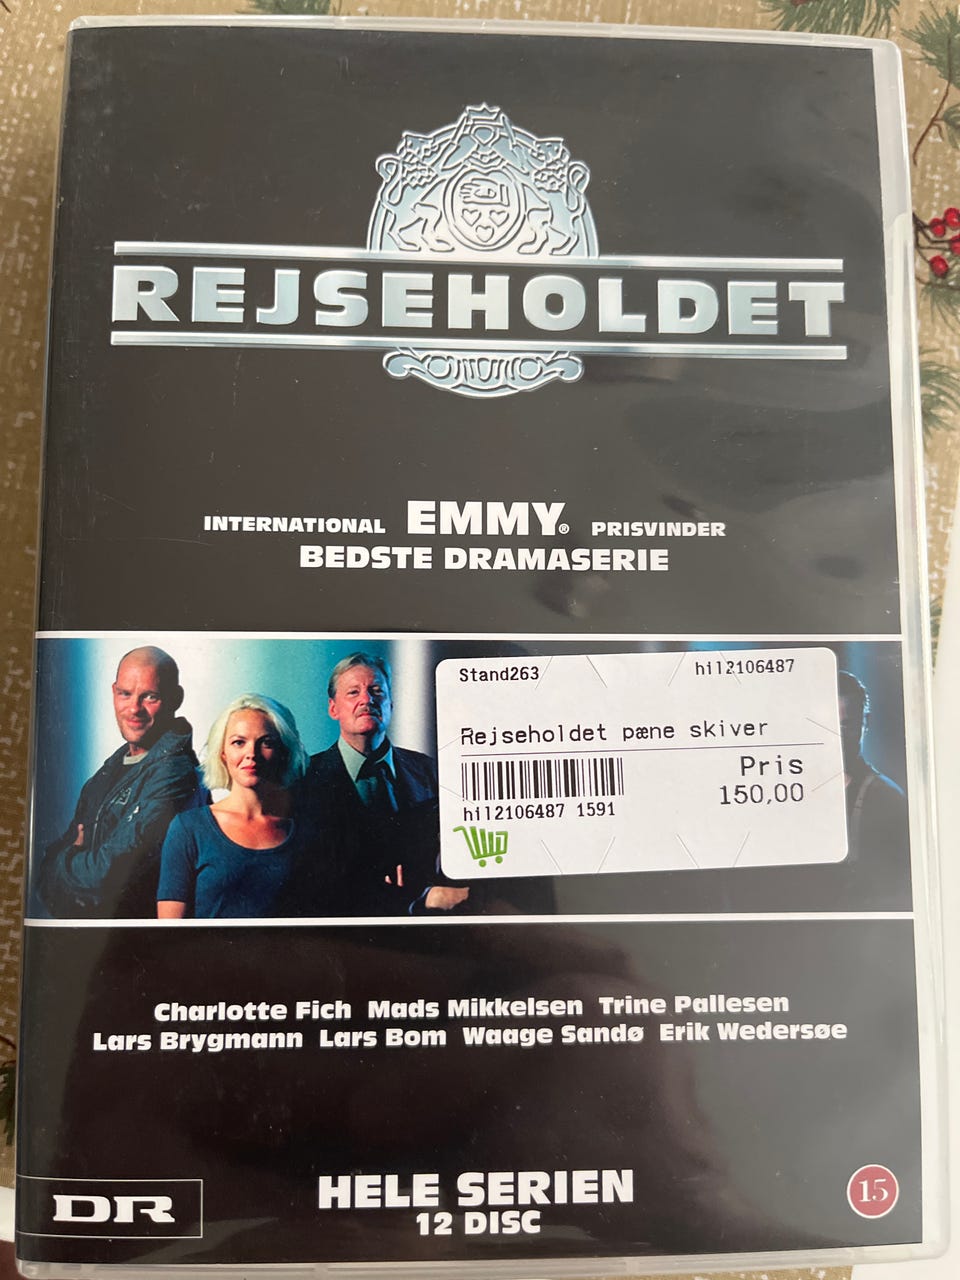 REJSEHOLDET
INTERNATIONAL EMMY® PRISVINDER
BEDSTE DRAMASERIE
Stand263 hil2106487
Rejseholdet pæne skiver
Pris
150,00
hil2106487 1591
Charlotte Fich Mads Mikkelsen Trine Pallesen
Lars Brygmann Lars Bom Waage Sandø Erik Wedersøe
HELE SERIEN
12 DISC
DR
15